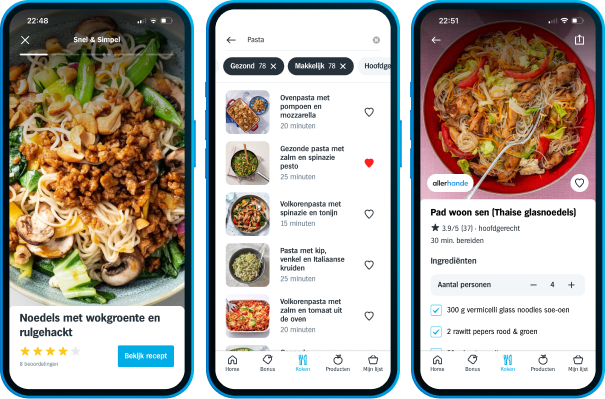 22:48
Snel & Simpel
Noedels met wokgroente en
rulgehackt
8 beoordelingen
Bekijk recept
Home
Bonus
Koken
Producten
Mijn lijst
Pasta
Gezond 78
Makkelijk 78
Hoofdge
Ovenpasta met
pompoen en
mozzarella
20 minuten
Gezonde pasta met
zalm en spinazie
pesto
25 minuten
Volkorenpasta met
spinazie en tonijn
15 minuten
Pasta met kip,
venkel en Italiaanse
kruiden
25 minuten
Volkorenpasta met
zalm en tomaat uit
de oven
20 minuten
Home
Bonus
Koken
Producten
Mijn lijst
22:51
allerhande
Pad woon sen (Thaise glasnoedels)
3.9/5 (37) · hoofdgerecht
30 min. bereiden
Ingrediënten
Aantal personen
4
300 g vermicelli glass noodles soe-oen
2 rawitt pepers rood & groen